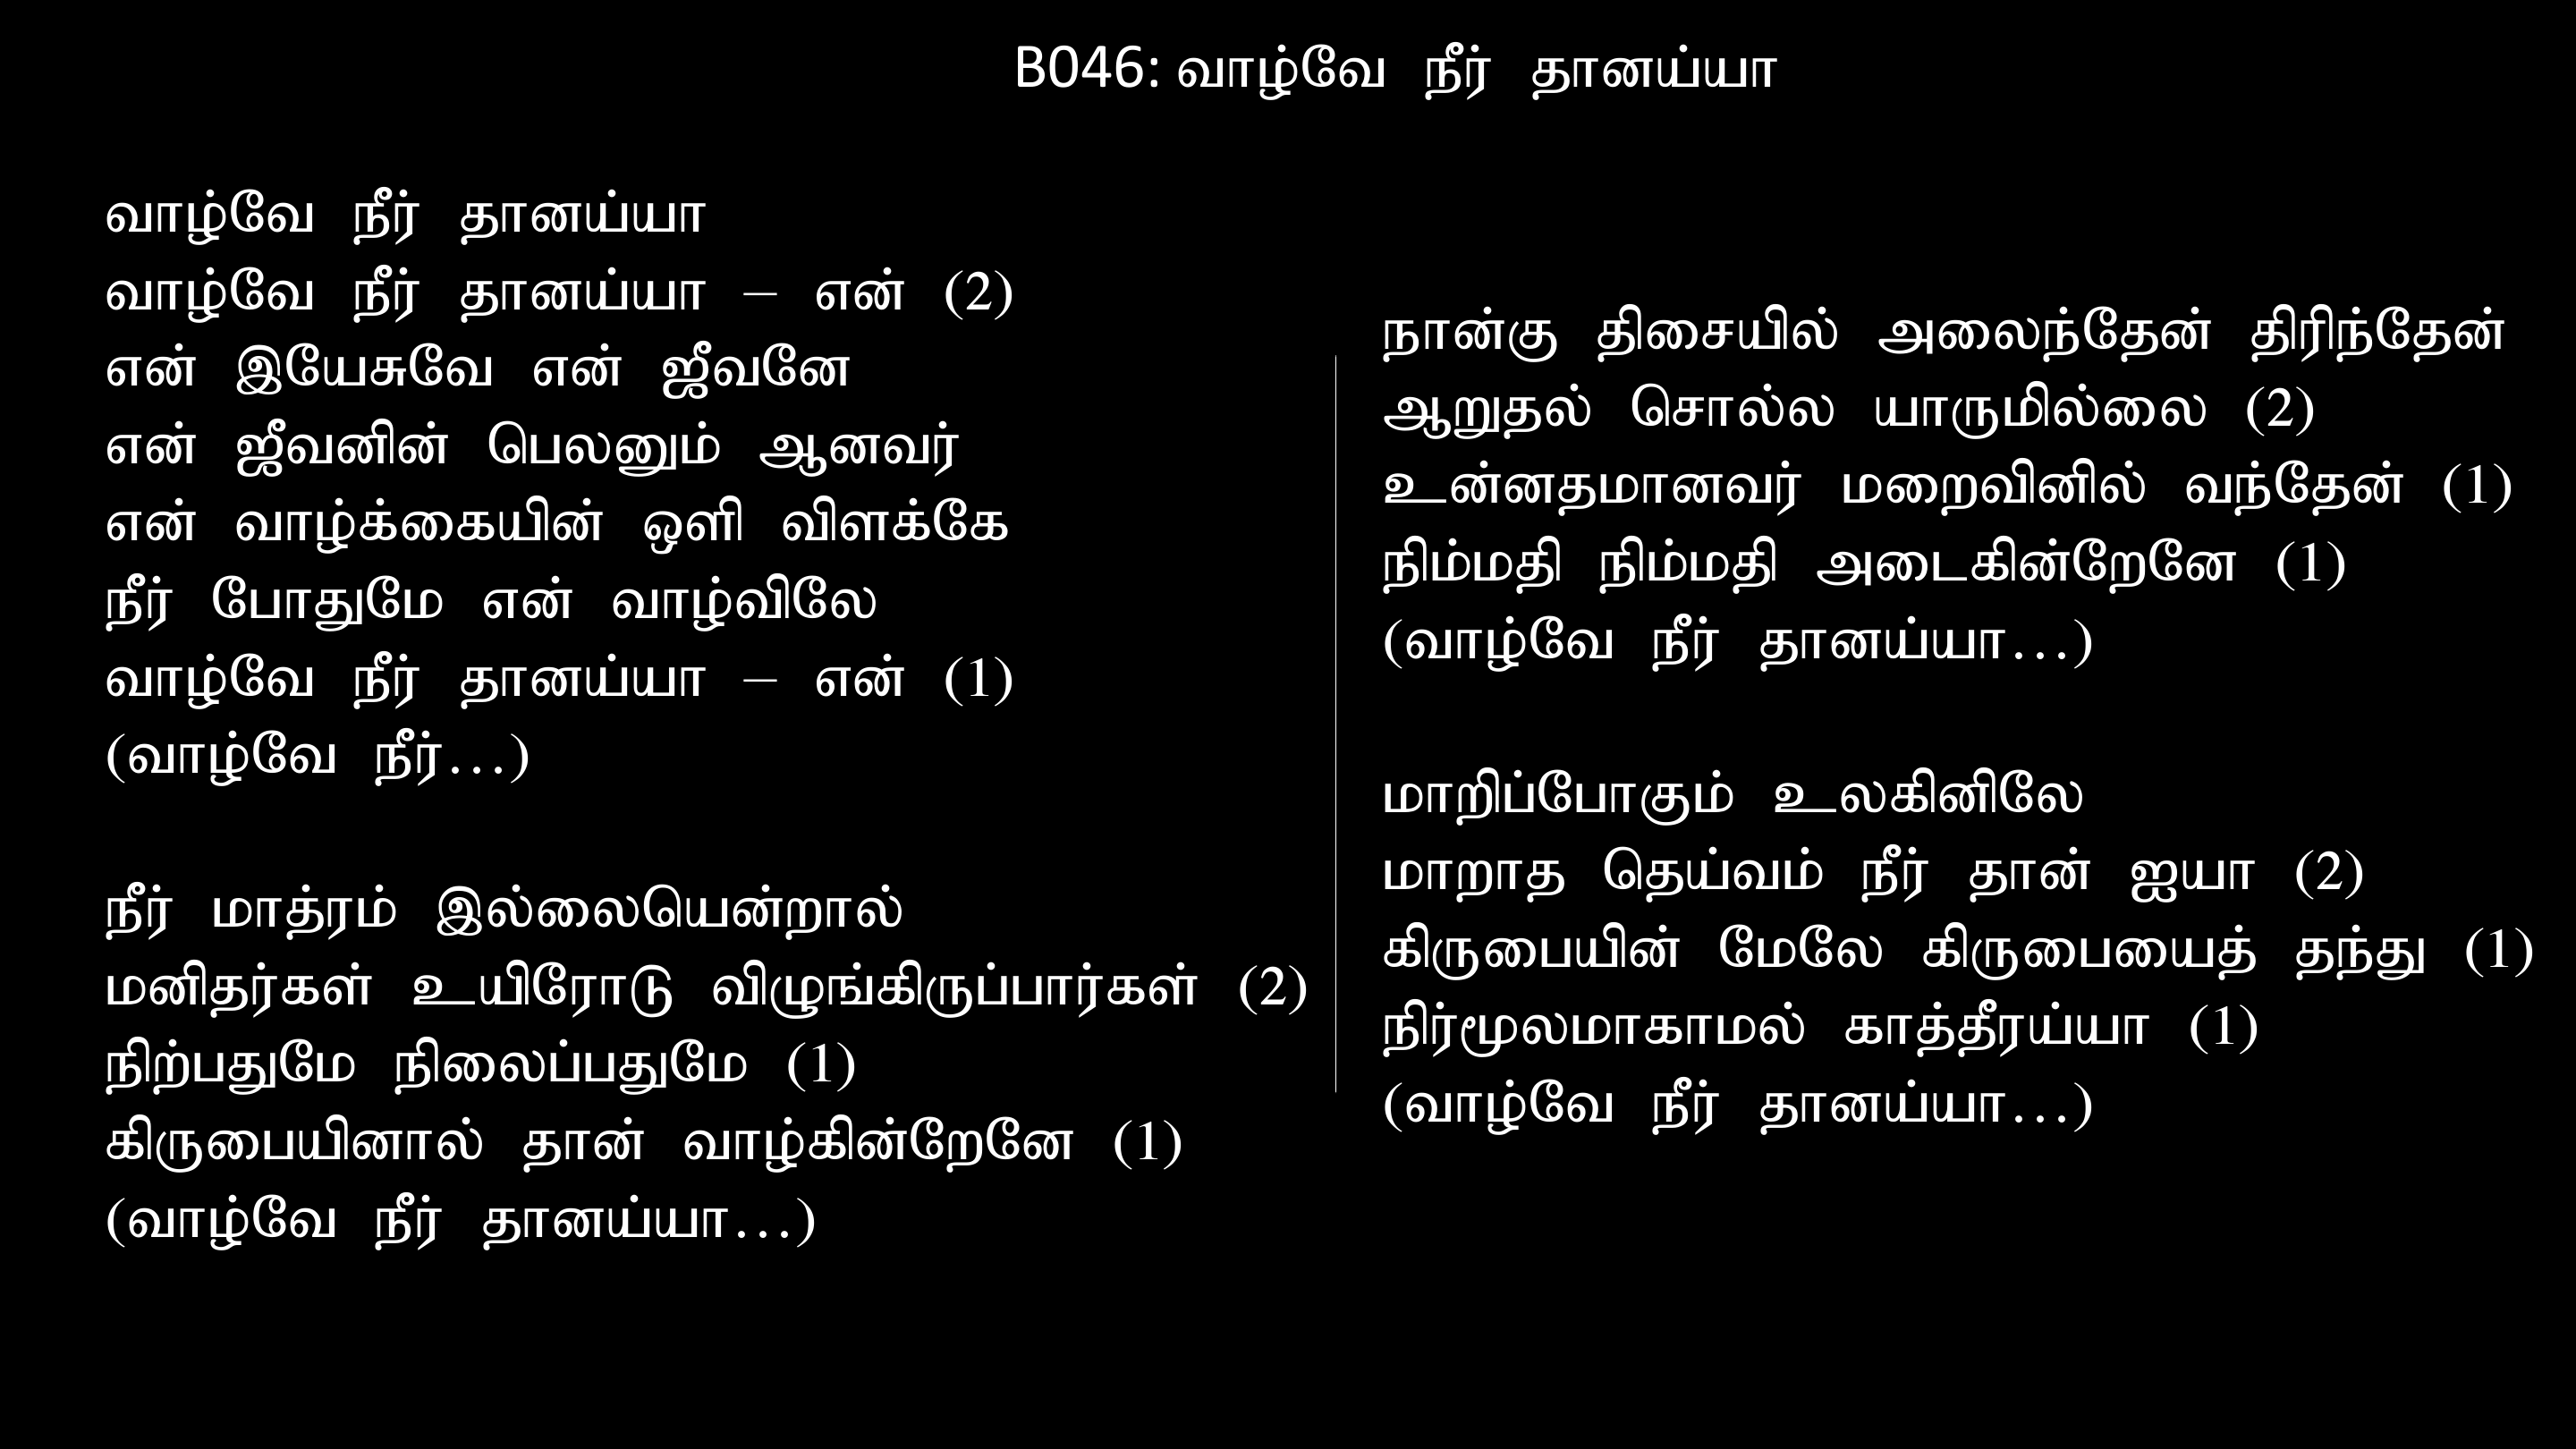 B046: வாழ்வே நீர் தானய்யா
வாழ்வே நீர் தானய்யா
வாழ்வே நீர் தானய்யா – என் (2)
என் இயேசுவே என் ஜீவனே
என் ஜீவனின் பெலனும் ஆனவர்
என் வாழ்க்கையின் ஒளி விளக்கே
நீர் போதுமே என் வாழ்விலே
வாழ்வே நீர் தானய்யா – என் (1)
(வாழ்வே நீர்...)
நீர் மாத்ரம் இல்லையென்றால்
மனிதர்கள் உயிரோடு விழுங்கிருப்பார்கள் (2)
நிற்பதுமே நிலைப்பதுமே (1)
கிருபையினால் தான் வாழ்கின்றேனே (1)
(வாழ்வே நீர் தானய்யா...)
நான்கு திசையில் அலைந்தேன் திரிந்தேன்
ஆறுதல் சொல்ல யாருமில்லை (2)
உன்னதமானவர் மறைவினில் வந்தேன் (1)
நிம்மதி நிம்மதி அடைகின்றேனே (1)
(வாழ்வே நீர் தானய்யா...)
மாறிப்போகும் உலகினிலே
மாறாத தெய்வம் நீர் தான் ஐயா (2)
கிருபையின் மேலே கிருபையைத் தந்து (1)
நிர்மூலமாகாமல் காத்தீரய்யா (1)
(வாழ்வே நீர் தானய்யா...)